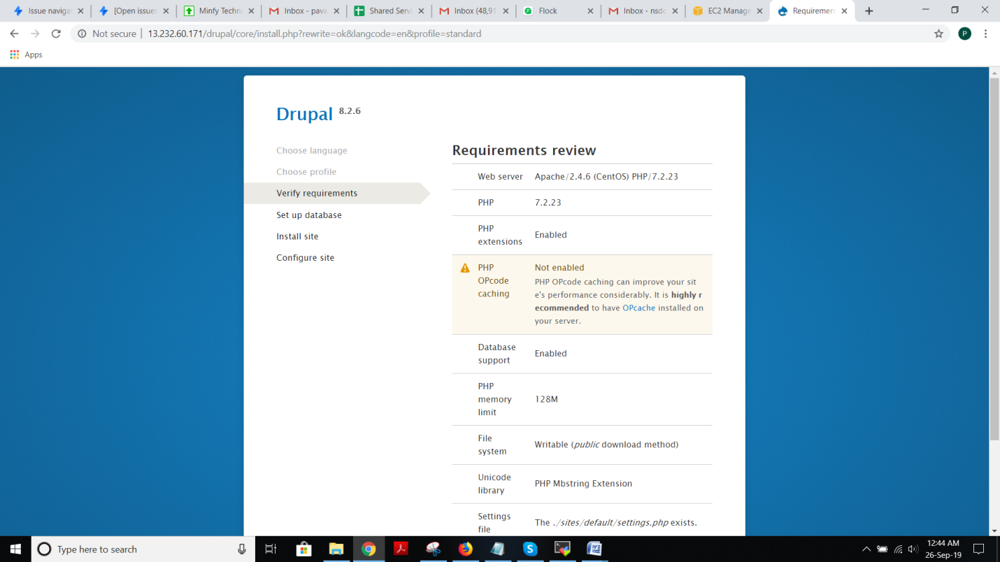 Issue navigat
[Open issues
Minfy Techn
Inbox - pava
Shared Servi
Inbox (48,91
Flock
Inbox - nsdc
EC2 Manage
Requiremen
Not secure
13.232.60.171/drupal/core/install.php?rewrite=ok&langcode=en&profile=standard
P
Apps
Drupal 8.2.6
Choose language
Choose profile
Verify requirements
Set up database
Install site
Configure site
Requirements review
Web server Apache/2.4.6 (CentOS) PHP/7.2.23
PHP 7.2.23
PHP
extensions
Enabled
PHP
OPcode
caching
Not enabled
PHP OPcode caching can improve your sit
e's performance considerably. It is highly r
ecommended to have OPcache installed on
your server.
Database
support
Enabled
PHP
memory
limit
128M
File
system
Writable (public download method)
Unicode
library
PHP Mbstring Extension
Settings
file
The ./sites/default/settings.php exists.
Type here to search
12:44 AM
26-Sep-19